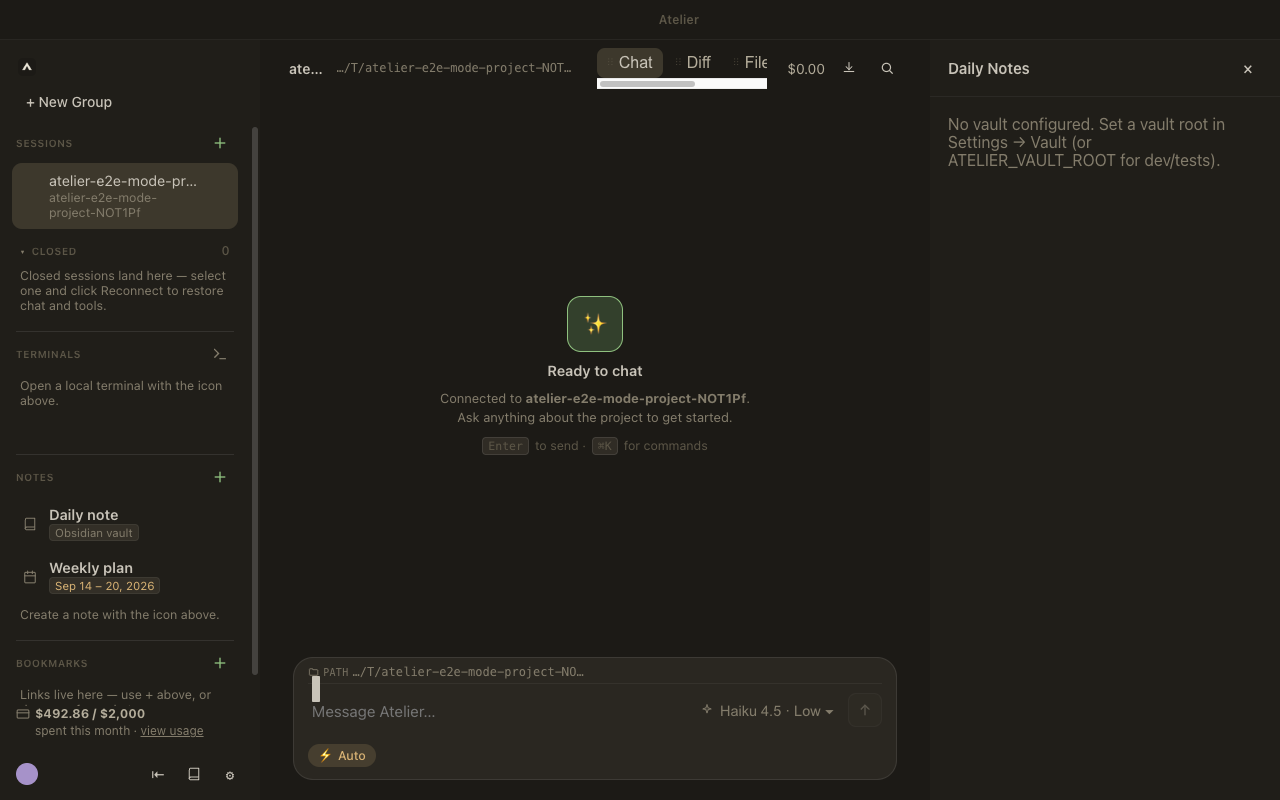 Atelier
+ New Group
SESSIONS
atelier-e2e-mode-pr...
atelier-e2e-mode-
project-NOT1Pf
CLOSED 0
Closed sessions land here — select
one and click Reconnect to restore
chat and tools.
TERMINALS
Open a local terminal with the icon
above.
NOTES
Daily note
Obsidian vault
Weekly plan
Sep 14 – 20, 2026
Create a note with the icon above.
BOOKMARKS
Links live here — use + above, or
$492.86 / $2,000
spent this month · view usage
ate... …/T/atelier-e2e-mode-project-NOT…
Chat Diff File
$0.00
Ready to chat
Connected to atelier-e2e-mode-project-NOT1Pf.
Ask anything about the project to get started.
Enter to send · ⌘K for commands
PATH …/T/atelier-e2e-mode-project-NO…
Message Atelier...
Haiku 4.5 · Low
⚡ Auto
Daily Notes
No vault configured. Set a vault root in
Settings → Vault (or
ATELIER_VAULT_ROOT for dev/tests).